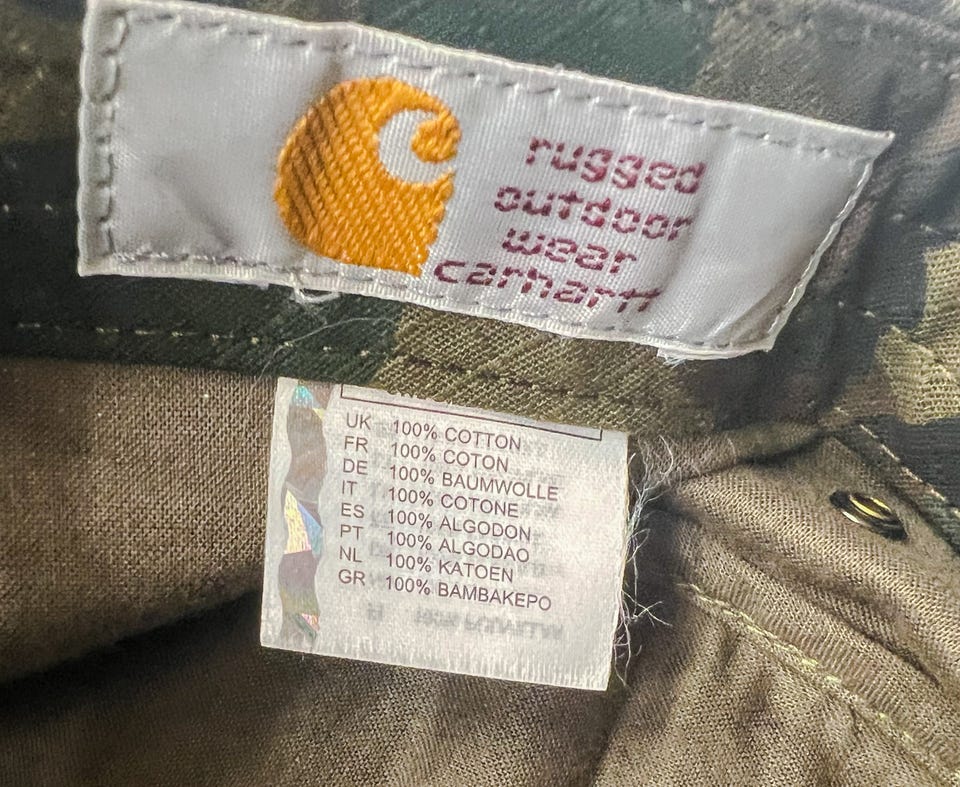 rugged
outdoor
wear
carhartt
UK 100% COTTON
FR 100% COTON
DE 100% BAUMWOLLE
IT 100% COTONE
ES 100% ALGODON
PT 100% ALGODAO
NL 100% KATOEN
GR 100% BAMBAKEPO